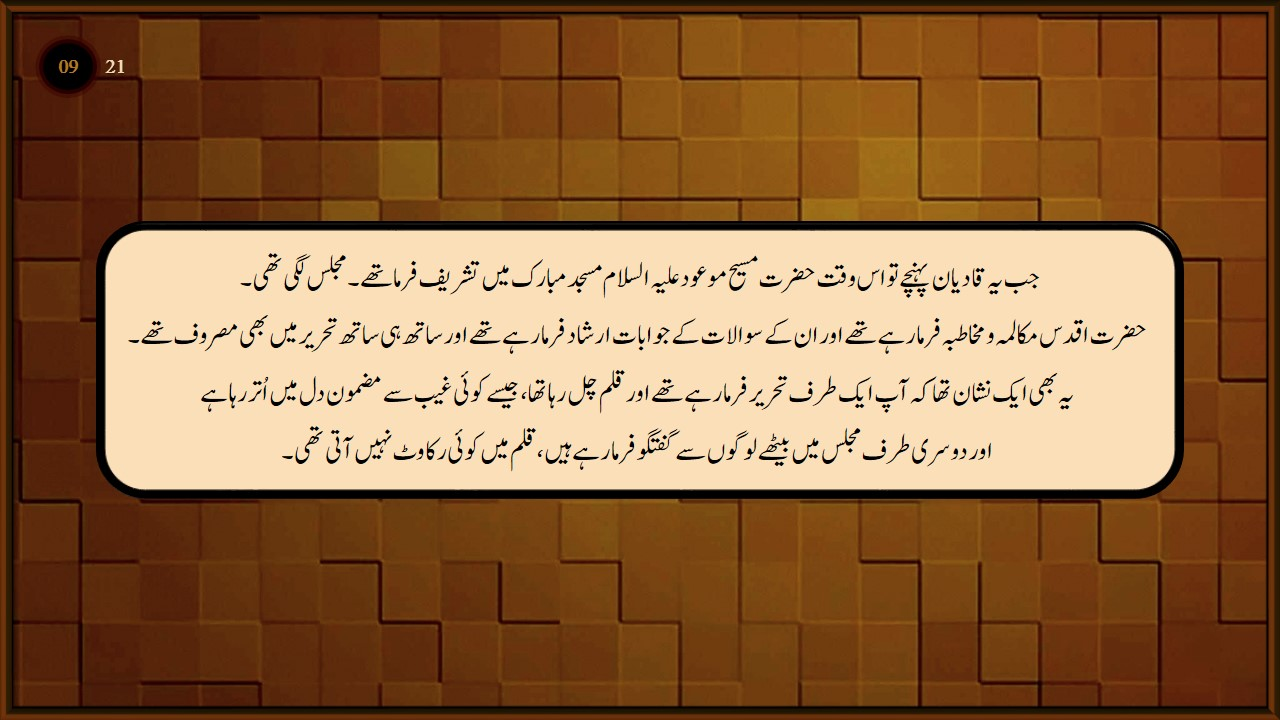 09 21
جب یہ قادیان پہنچے تو اس وقت حضرت مسیح موعود علیہ السلام مسجد مبارک میں تشریف فرما تھے۔ مجلس لگی تھی۔
حضرت اقدس مکالمہ و مخاطبہ فرما رہے تھے اور ان کے سوالات کے جوابات ارشاد فرما رہے تھے اور ساتھ ہی ساتھ تحریر میں بھی مصروف تھے۔
یہ بھی ایک نشان تھا کہ آپ ایک طرف تحریر فرما رہے تھے اور قلم چل رہا تھا، جیسے کوئی غیب سے مضمون دل میں اُتر رہا ہے
اور دوسری طرف مجلس میں بیٹھے لوگوں سے گفتگو فرما رہے ہیں، قلم میں کوئی رکاوٹ نہیں آتی تھی۔